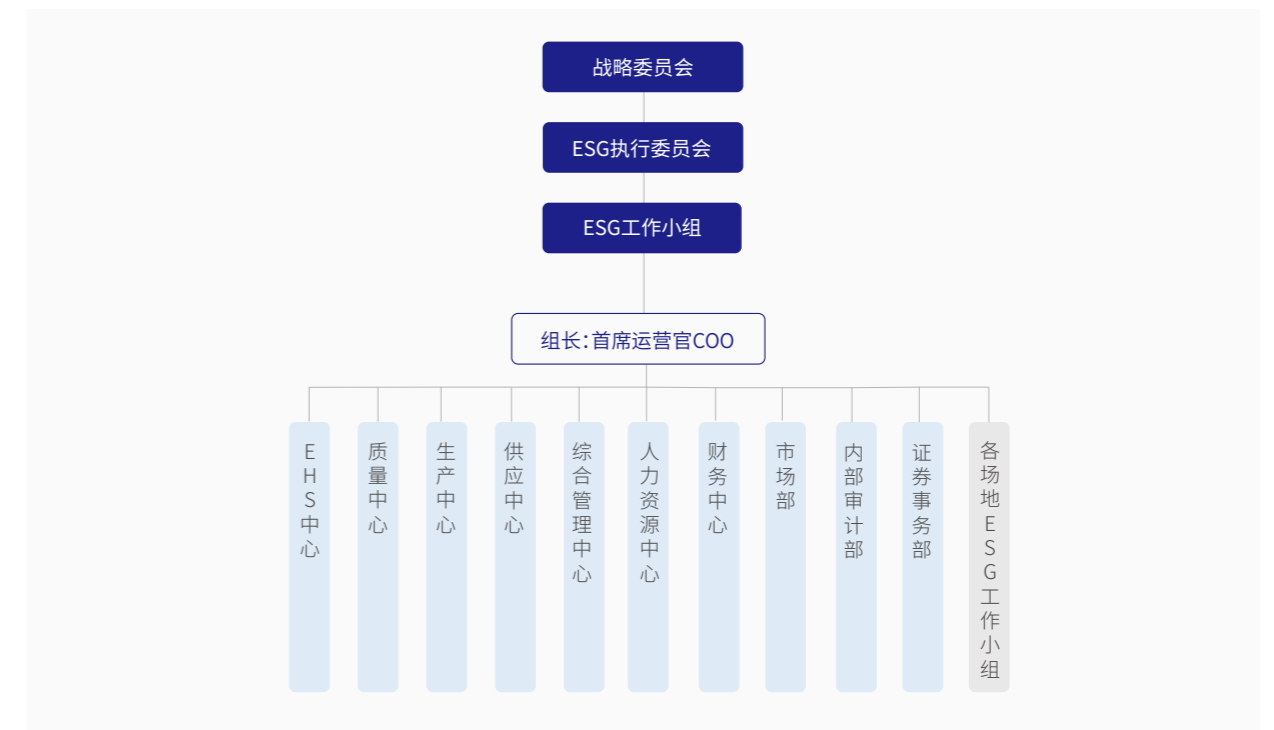 战略委员会
ESG执行委员会
ESG工作小组
组长：首席运营官COO
EHS中心
质量中心
生产中心
供应中心
综合管理中心
人力资源中心
财务中心
市场部
内部审计部
证券事务部
各场地ESG工作小组